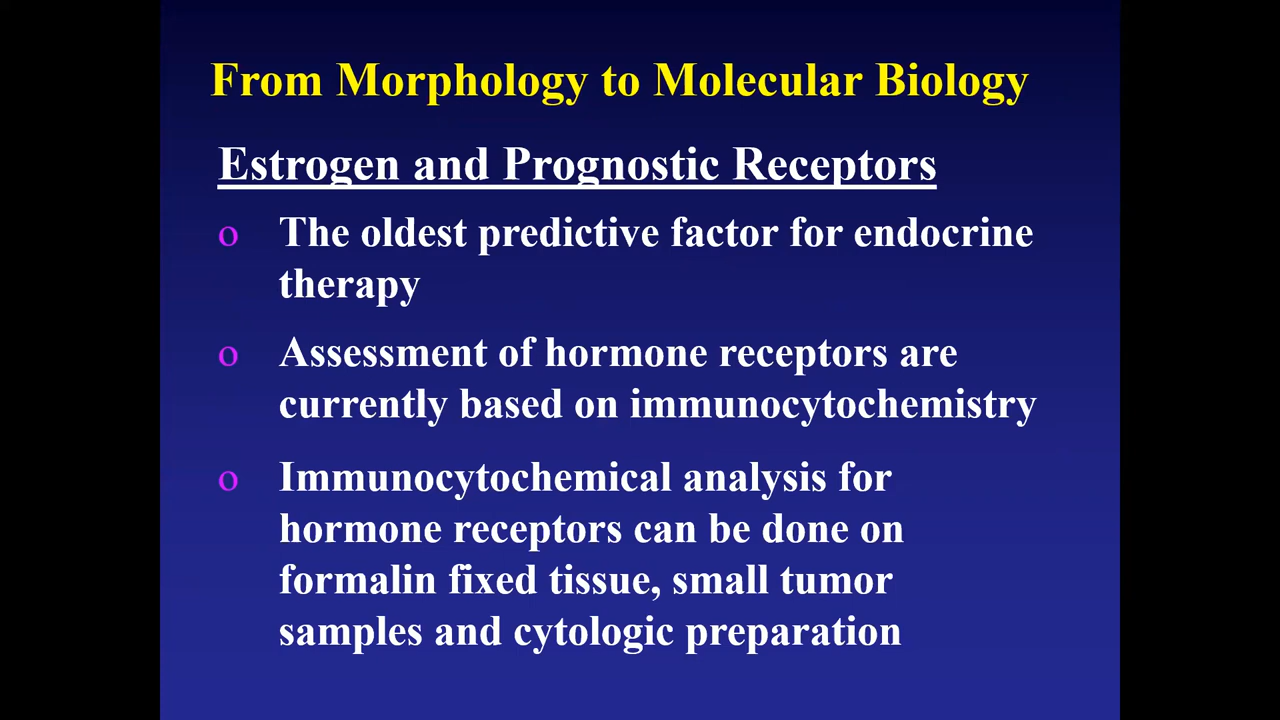 From Morphology to Molecular Biology
Estrogen and Prognostic Receptors
o The oldest predictive factor for endocrine
therapy
o Assessment of hormone receptors are
currently based on immunocytochemistry
o Immunocytochemical analysis for
hormone receptors can be done on
formalin fixed tissue, small tumor
samples and cytologic preparation